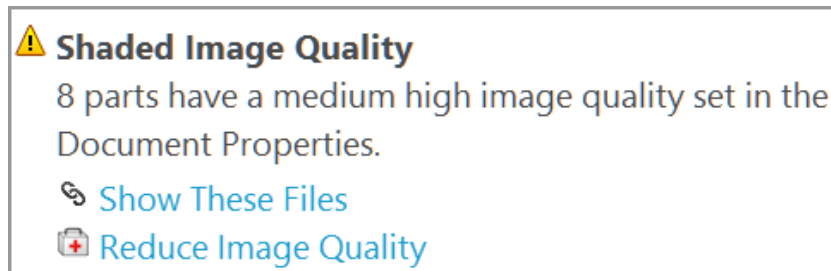 Shaded Image Quality
8 parts have a medium high image quality set in the
Document Properties.
Show These Files
Reduce Image Quality